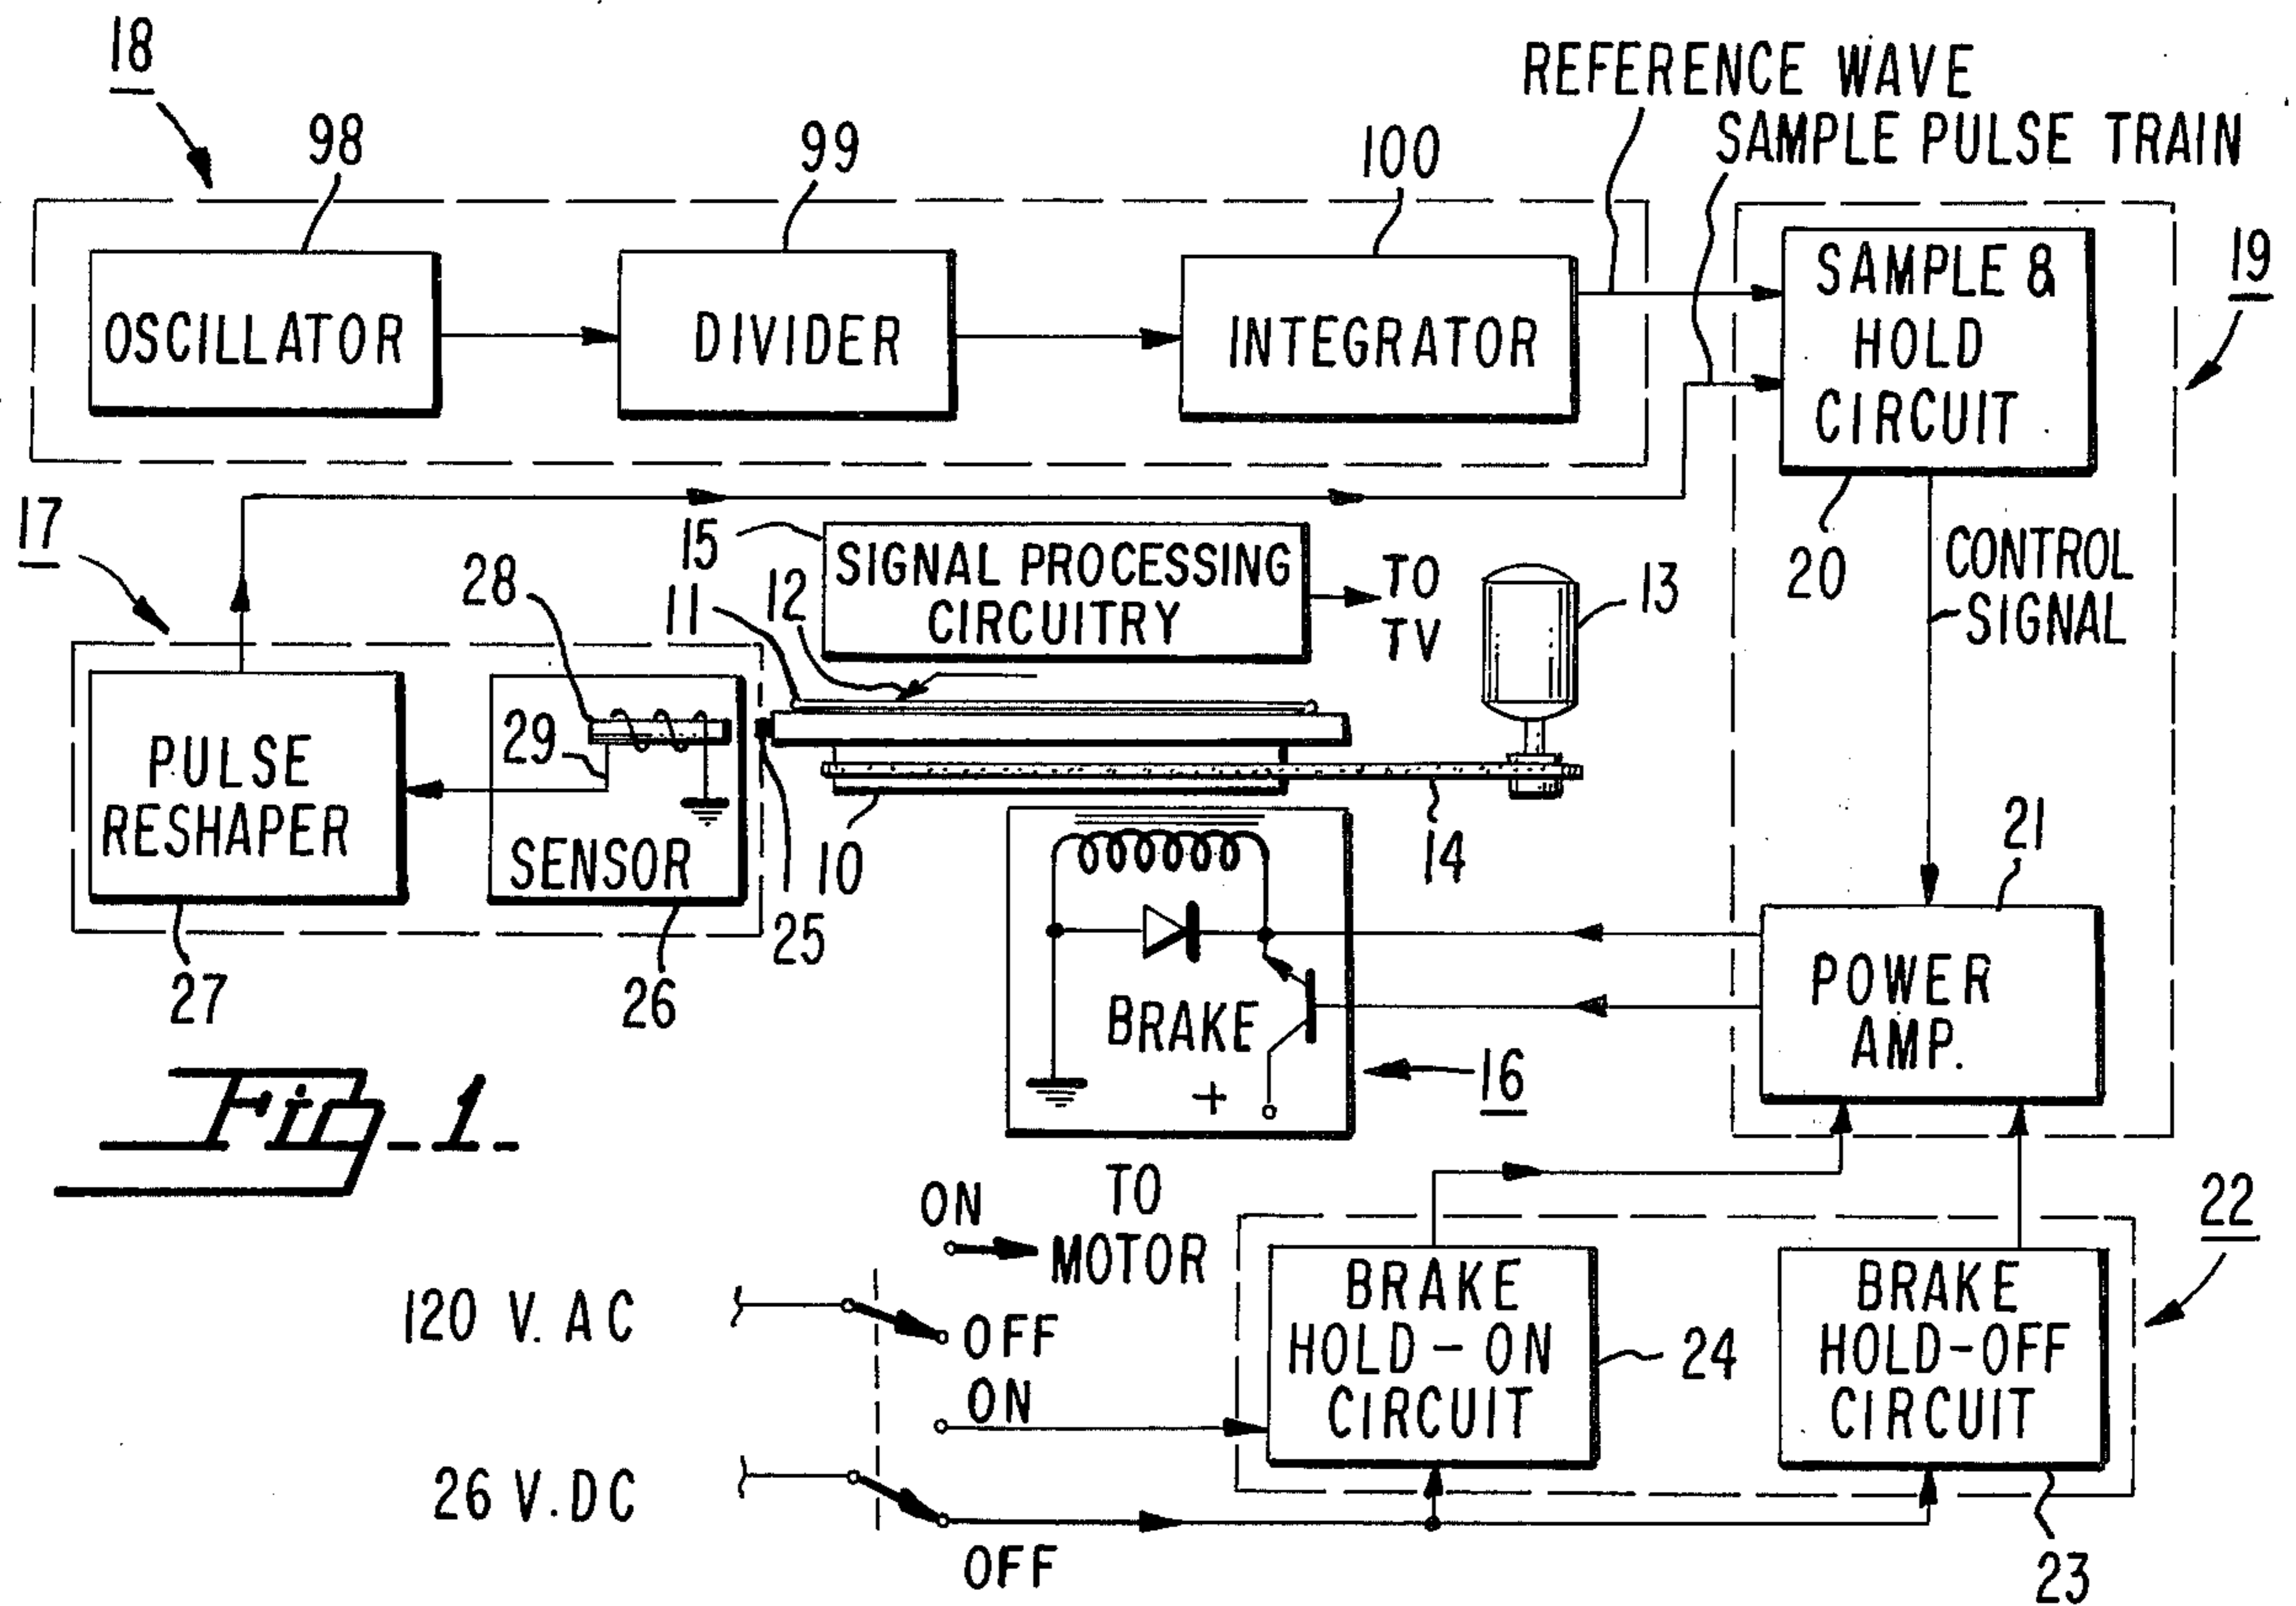 18
98
99
100
REFERENCE WAVE
SAMPLE PULSE TRAIN
OSCILLATOR
DIVIDER
INTEGRATOR
SAMPLE &
HOLD
CIRCUIT
19
20
CONTROL
SIGNAL
17
15
SIGNAL PROCESSING
CIRCUITRY
TO
TV
13
28
11
12
29
PULSE
RESHAPER
SENSOR
27
26
25
10
14
21
POWER
AMP.
BRAKE
+
16
Fig-1-
ON
TO
MOTOR
120 V. AC
OFF
ON
26 V.DC
OFF
BRAKE
HOLD-ON
CIRCUIT
24
BRAKE
HOLD-OFF
CIRCUIT
22
23